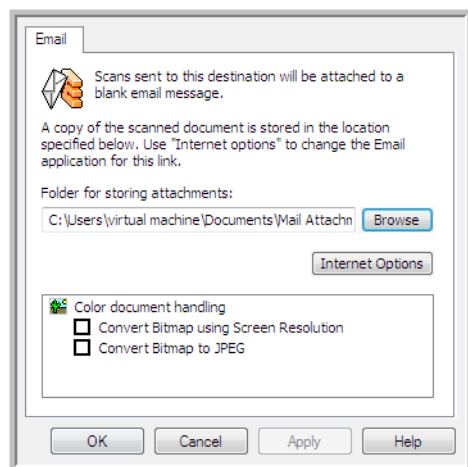 Email
Scans sent to this destination will be attached to a
blank email message.
A copy of the scanned document is stored in the location
specified below. Use "Internet options" to change the Email
application for this link.
Folder for storing attachments:
C:\Users\virtual machine\Documents\Mail Attachn Browse
Internet Options
Color document handling
Convert Bitmap using Screen Resolution
Convert Bitmap to JPEG
OK Cancel Apply Help